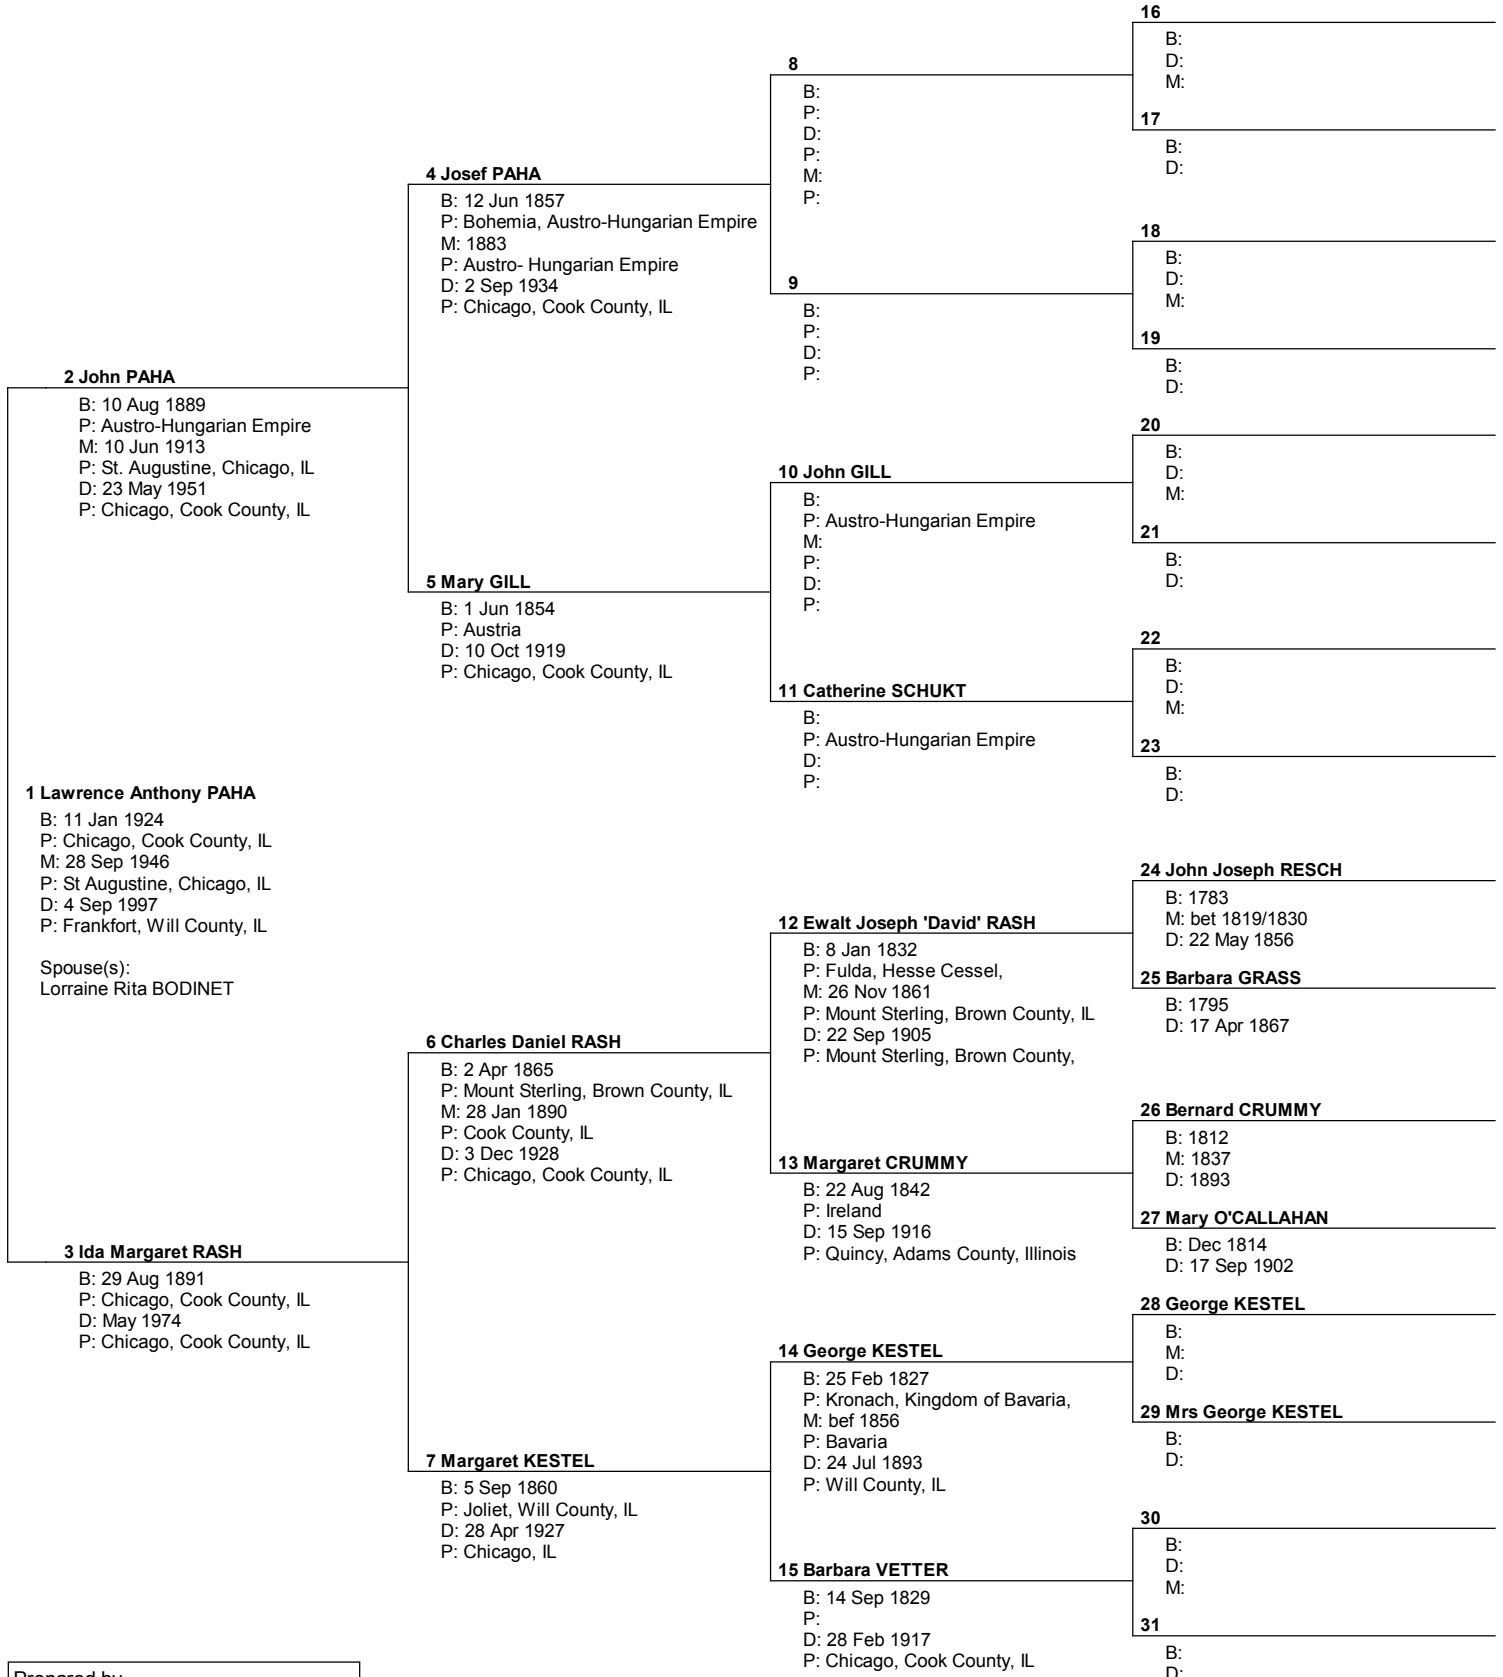 1 Lawrence Anthony PAHA
B: 11 Jan 1924
P: Chicago, Cook County, IL
M: 28 Sep 1946
P: St Augustine, Chicago, IL
D: 4 Sep 1997
P: Frankfort, Will County, IL
Spouse(s):
Lorraine Rita BODINET
2 John PAHA
B: 10 Aug 1889
P: Austro-Hungarian Empire
M: 10 Jun 1913
P: St. Augustine, Chicago, IL
D: 23 May 1951
P: Chicago, Cook County, IL
3 Ida Margaret RASH
B: 29 Aug 1891
P: Chicago, Cook County, IL
D: May 1974
P: Chicago, Cook County, IL
4 Josef PAHA
B: 12 Jun 1857
P: Bohemia, Austro-Hungarian Empire
M: 1883
P: Austro- Hungarian Empire
D: 2 Sep 1934
P: Chicago, Cook County, IL
5 Mary GILL
B: 1 Jun 1854
P: Austria
D: 10 Oct 1919
P: Chicago, Cook County, IL
6 Charles Daniel RASH
B: 2 Apr 1865
P: Mount Sterling, Brown County, IL
M: 28 Jan 1890
P: Cook County, IL
D: 3 Dec 1928
P: Chicago, Cook County, IL
7 Margaret KESTEL
B: 5 Sep 1860
P: Joliet, Will County, IL
D: 28 Apr 1927
P: Chicago, IL
8
B:
P:
D:
P:
M:
P:
9
B:
P:
D:
P:
10 John GILL
B:
P: Austro-Hungarian Empire
M:
P:
D:
P:
11 Catherine SCHUKT
B:
P: Austro-Hungarian Empire
D:
P:
12 Ewalt Joseph 'David' RASH
B: 8 Jan 1832
P: Fulda, Hesse Cessel,
M: 26 Nov 1861
P: Mount Sterling, Brown County, IL
D: 22 Sep 1905
P: Mount Sterling, Brown County,
13 Margaret CRUMMY
B: 22 Aug 1842
P: Ireland
D: 15 Sep 1916
P: Quincy, Adams County, Illinois
14 George KESTEL
B: 25 Feb 1827
P: Kronach, Kingdom of Bavaria,
M: bef 1856
P: Bavaria
D: 24 Jul 1893
P: Will County, IL
15 Barbara VETTER
B: 14 Sep 1829
P:
D: 28 Feb 1917
P: Chicago, Cook County, IL
16
B:
D:
M:
17
B:
D:
18
B:
D:
M:
19
B:
D:
20
B:
D:
M:
21
B:
D:
22
B:
D:
M:
23
B:
D:
24 John Joseph RESCH
B: 1783
M: bet 1819/1830
D: 22 May 1856
25 Barbara GRASS
B: 1795
D: 17 Apr 1867
26 Bernard CRUMMY
B: 1812
M: 1837
D: 1893
27 Mary O'CALLAHAN
B: Dec 1814
D: 17 Sep 1902
28 George KESTEL
B:
M:
D:
29 Mrs George KESTEL
B:
D:
30
B:
D:
M:
31
B:
D:
Prepared by